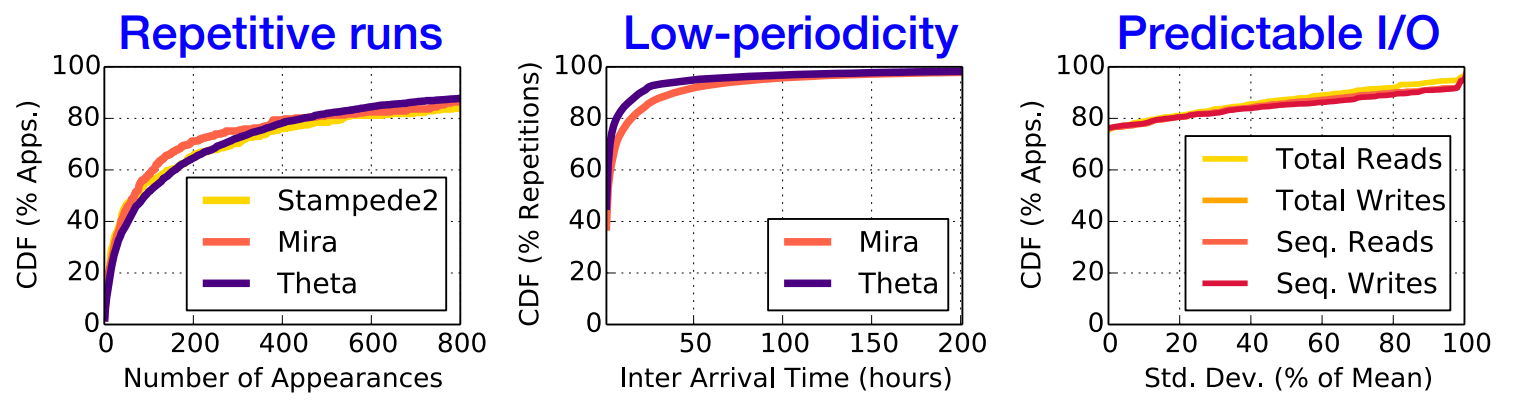 Repetitive runs
CDF (% Apps.)
100
80
60
40
20
0
Stampede2
Mira
Theta
0 200 400 600 800
Number of Appearances
Low-periodicity
CDF (% Repetitions)
100
80
60
40
20
0
Mira
Theta
50 100 150 200
Inter Arrival Time (hours)
Predictable I/O
CDF (% Apps.)
100
80
60
40
20
0
Total Reads
Total Writes
Seq. Reads
Seq. Writes
0 20 40 60 80 100
Std. Dev. (% of Mean)